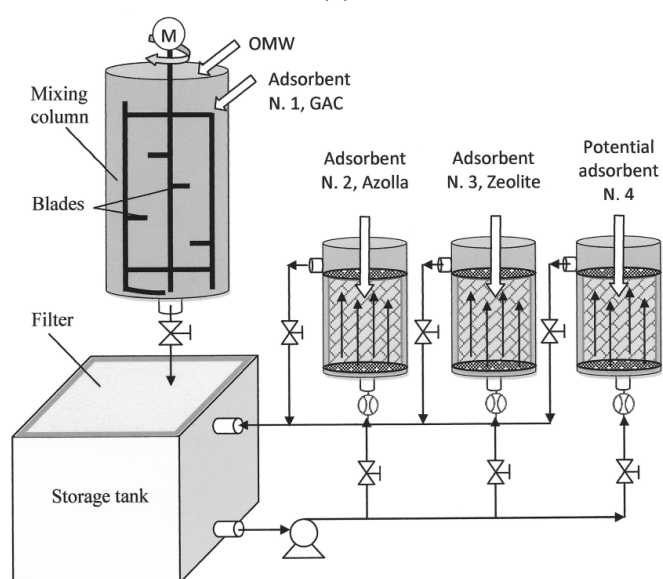 M
OMW
Adsorbent
N. 1, GAC
Mixing
column
Blades
Adsorbent
N. 2, Azolla
Adsorbent
N. 3, Zeolite
Potential
adsorbent
N. 4
Filter
Storage tank